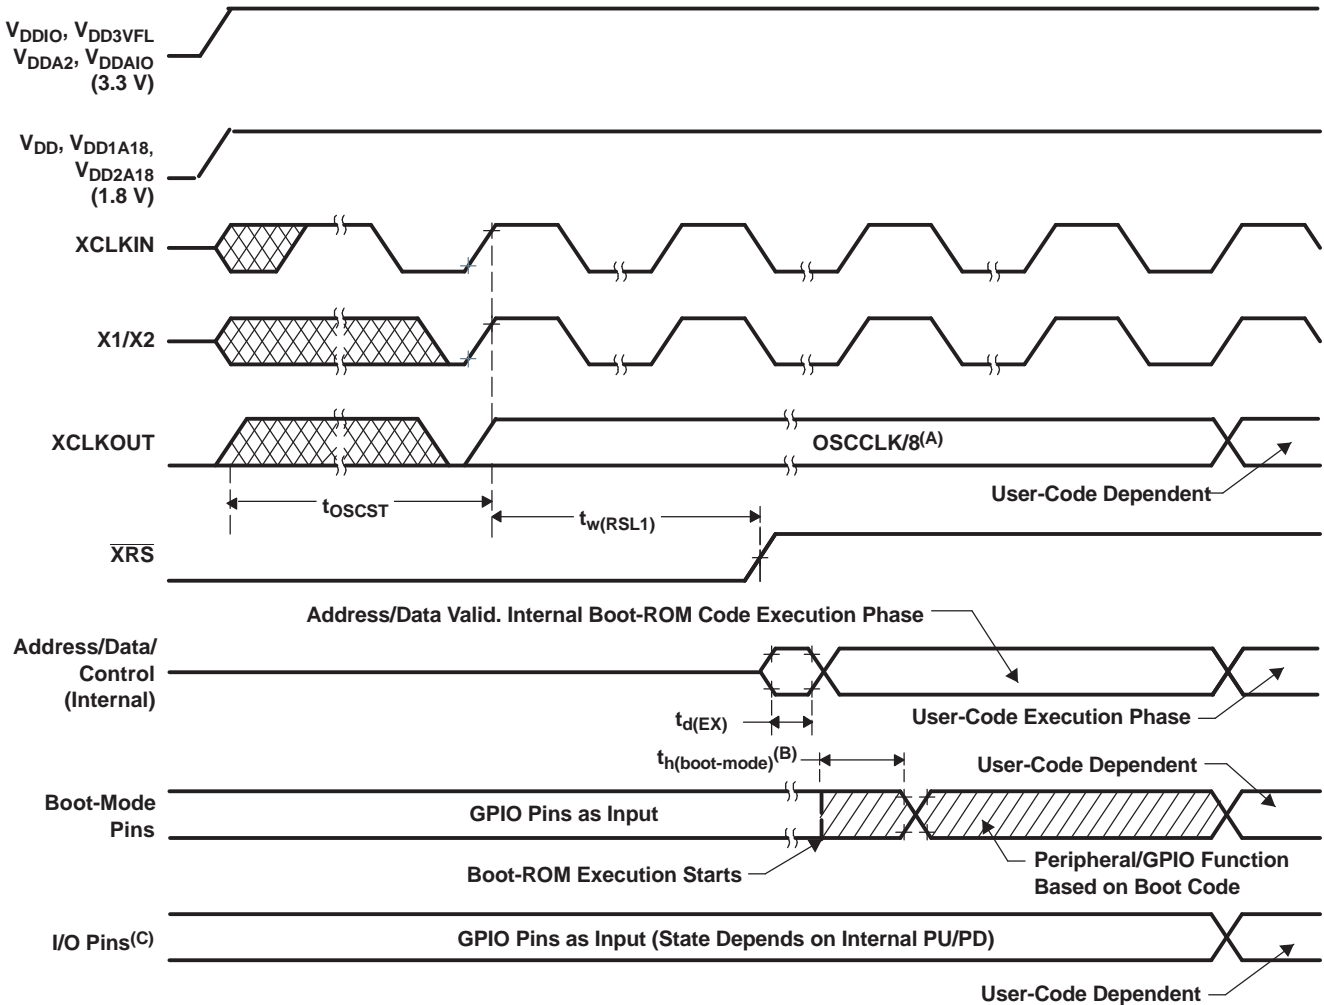 VDDIO, VDD3VFL
VDDA2, VDDAIO
(3.3 V)
VDD, VDD1A18,
VDD2A18
(1.8 V)
XCLKIN
X1/X2
XCLKOUT
OSCCLK/8(A)
User-Code Dependent
tOSCST
tw(RSL1)
XRS
Address/Data Valid. Internal Boot-ROM Code Execution Phase
Address/Data/
Control
(Internal)
td(EX)
User-Code Execution Phase
th(boot-mode)(B)
User-Code Dependent
Boot-Mode
Pins
GPIO Pins as Input
Boot-ROM Execution Starts
Peripheral/GPIO Function
Based on Boot Code
I/O Pins(C)
GPIO Pins as Input (State Depends on Internal PU/PD)
User-Code Dependent